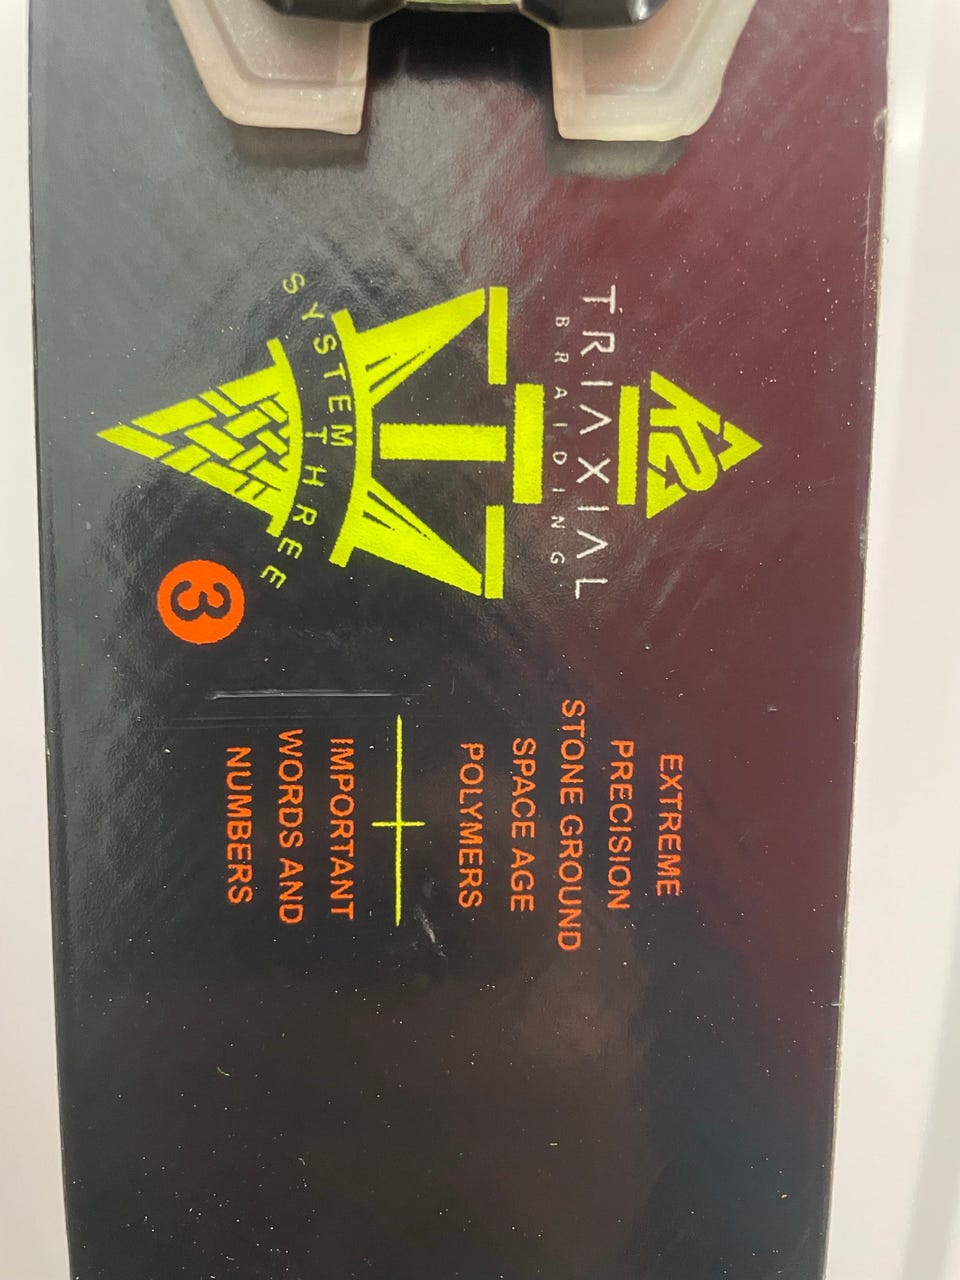 K2
TRIAXIAL
BRAIDING
SYSTEM THREE
3
EXTREME
PRECISION
STONE GROUND
SPACE AGE
POLYMERS
IMPORTANT
WORDS AND
NUMBERS